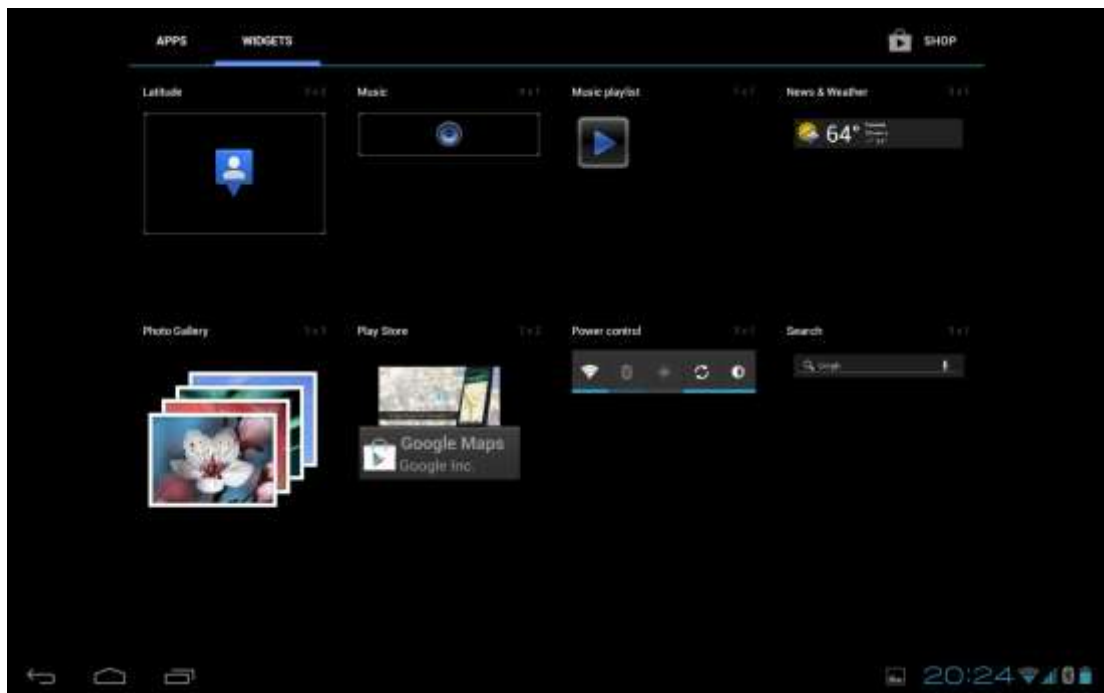 APPS WIDGETS SHOP
Latitude Music Music playlist News & Weather
64°
Photo Gallery Play Store Power control Search
Google
Google Maps
Google Inc.
20:24